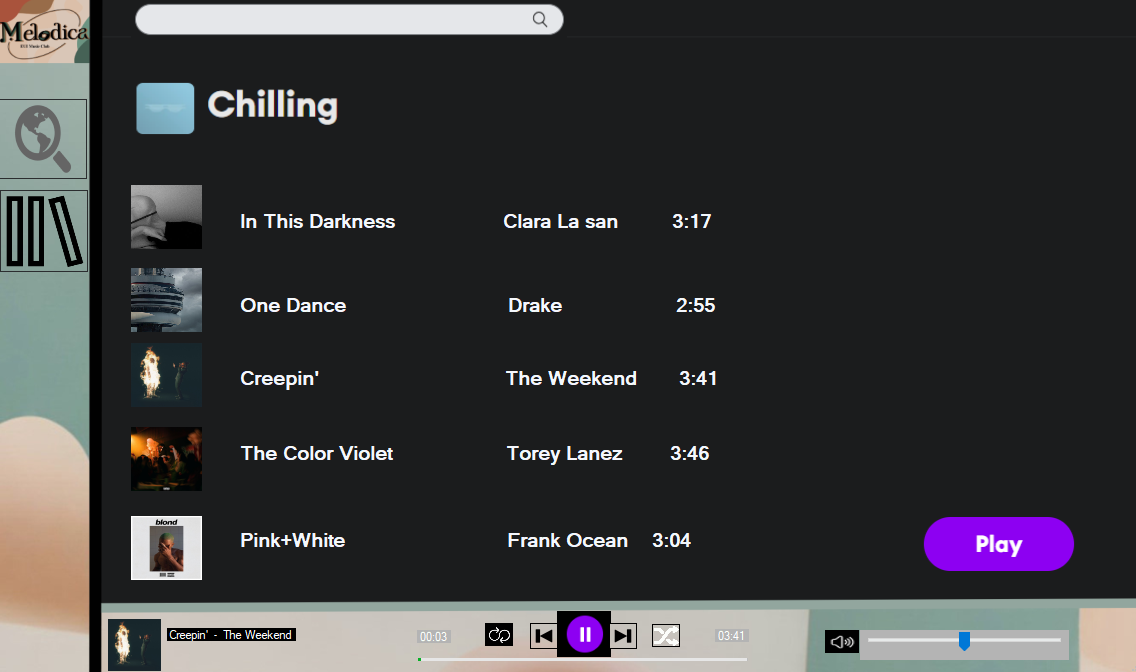 Melodica
Chilling
In This Darkness Clara La san 3:17
One Dance Drake 2:55
Creepin' The Weekend 3:41
The Color Violet Torey Lanez 3:46
blond
Pink+White Frank Ocean 3:04
Play
Creepin' - The Weekend 00:03 03:41